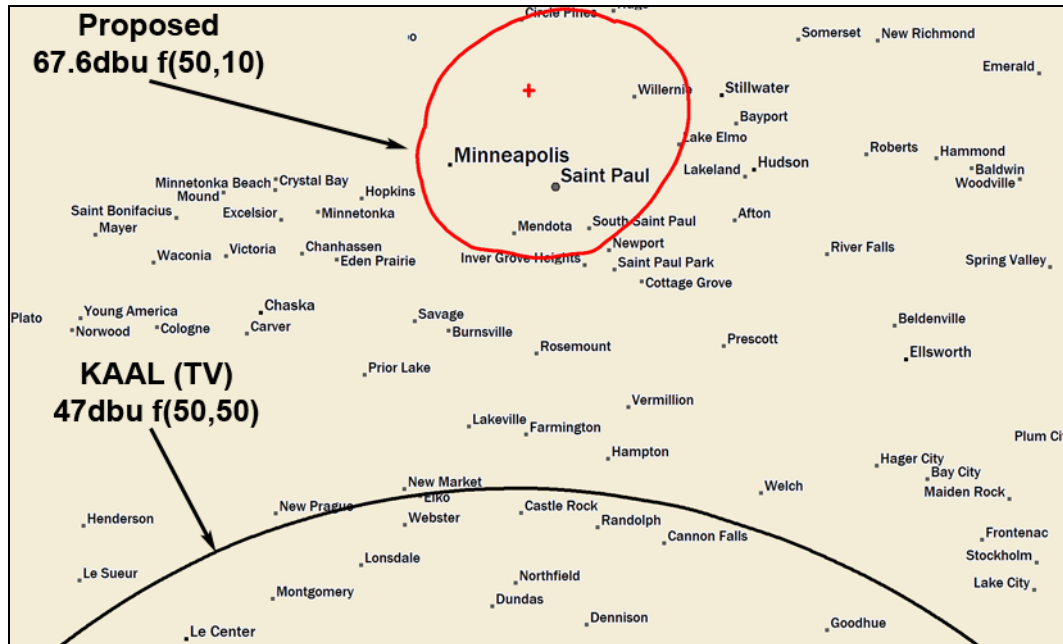 Proposed
67.6dbu f(50,10)
Circle Pines
Somerset
New Richmond
Emerald
Willernie
Stillwater
Bayport
Lake Elmo
Minneapolis
Saint Paul
Lakeland
Hudson
Roberts
Hammond
Baldwin
Woodville
Minnetonka Beach
Crystal Bay
Mound
Hopkins
Saint Bonifacius
Excelsior
Minnetonka
Mayer
Mendota
South Saint Paul
Afton
Waconia
Victoria
Chanhassen
Eden Prairie
Inver Grove Heights
Newport
Saint Paul Park
Cottage Grove
River Falls
Spring Valley
Plato
Young America
Norwood
Cologne
Chaska
Carver
Savage
Burnsville
Rosemount
Prescott
Beldenville
Ellsworth
KAAL (TV)
47dbu f(50,50)
Prior Lake
Vermillion
Lakeville
Farmington
Hampton
Plum Ci
Hager City
Bay City
Maiden Rock
New Market
Elko
Welch
Henderson
New Prague
Webster
Castle Rock
Randolph
Cannon Falls
Frontenac
Stockholm
Lake City
Le Sueur
Lonsdale
Montgomery
Northfield
Dundas
Dennison
Goodhue
Le Center